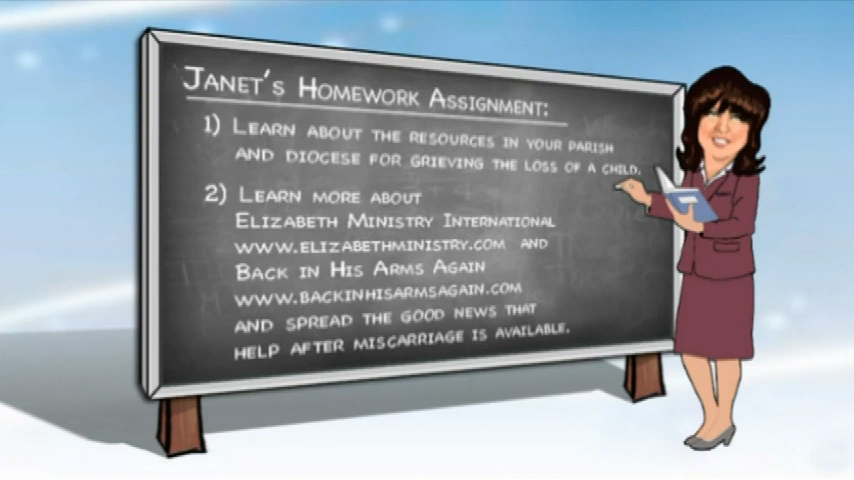 Janet's Homework Assignment:
1) Learn about the resources in your parish
and diocese for grieving the loss of a child.
2) Learn more about
Elizabeth Ministry International
www.elizabethministry.com and
Back in His Arms Again
www.backinhisarmsagain.com
and spread the good news that
help after miscarriage is available.